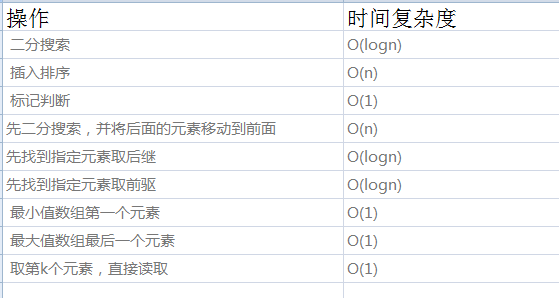 操作 时间复杂度
二分搜索 O(logn)
插入排序 O(n)
标记判断 O(1)
先二分搜索，并将后面的元素移动到前面 O(n)
先找到指定元素取后继 O(logn)
先找到指定元素取前驱 O(logn)
最小值数组第一个元素 O(1)
最大值数组最后一个元素 O(1)
取第k个元素，直接读取 O(1)